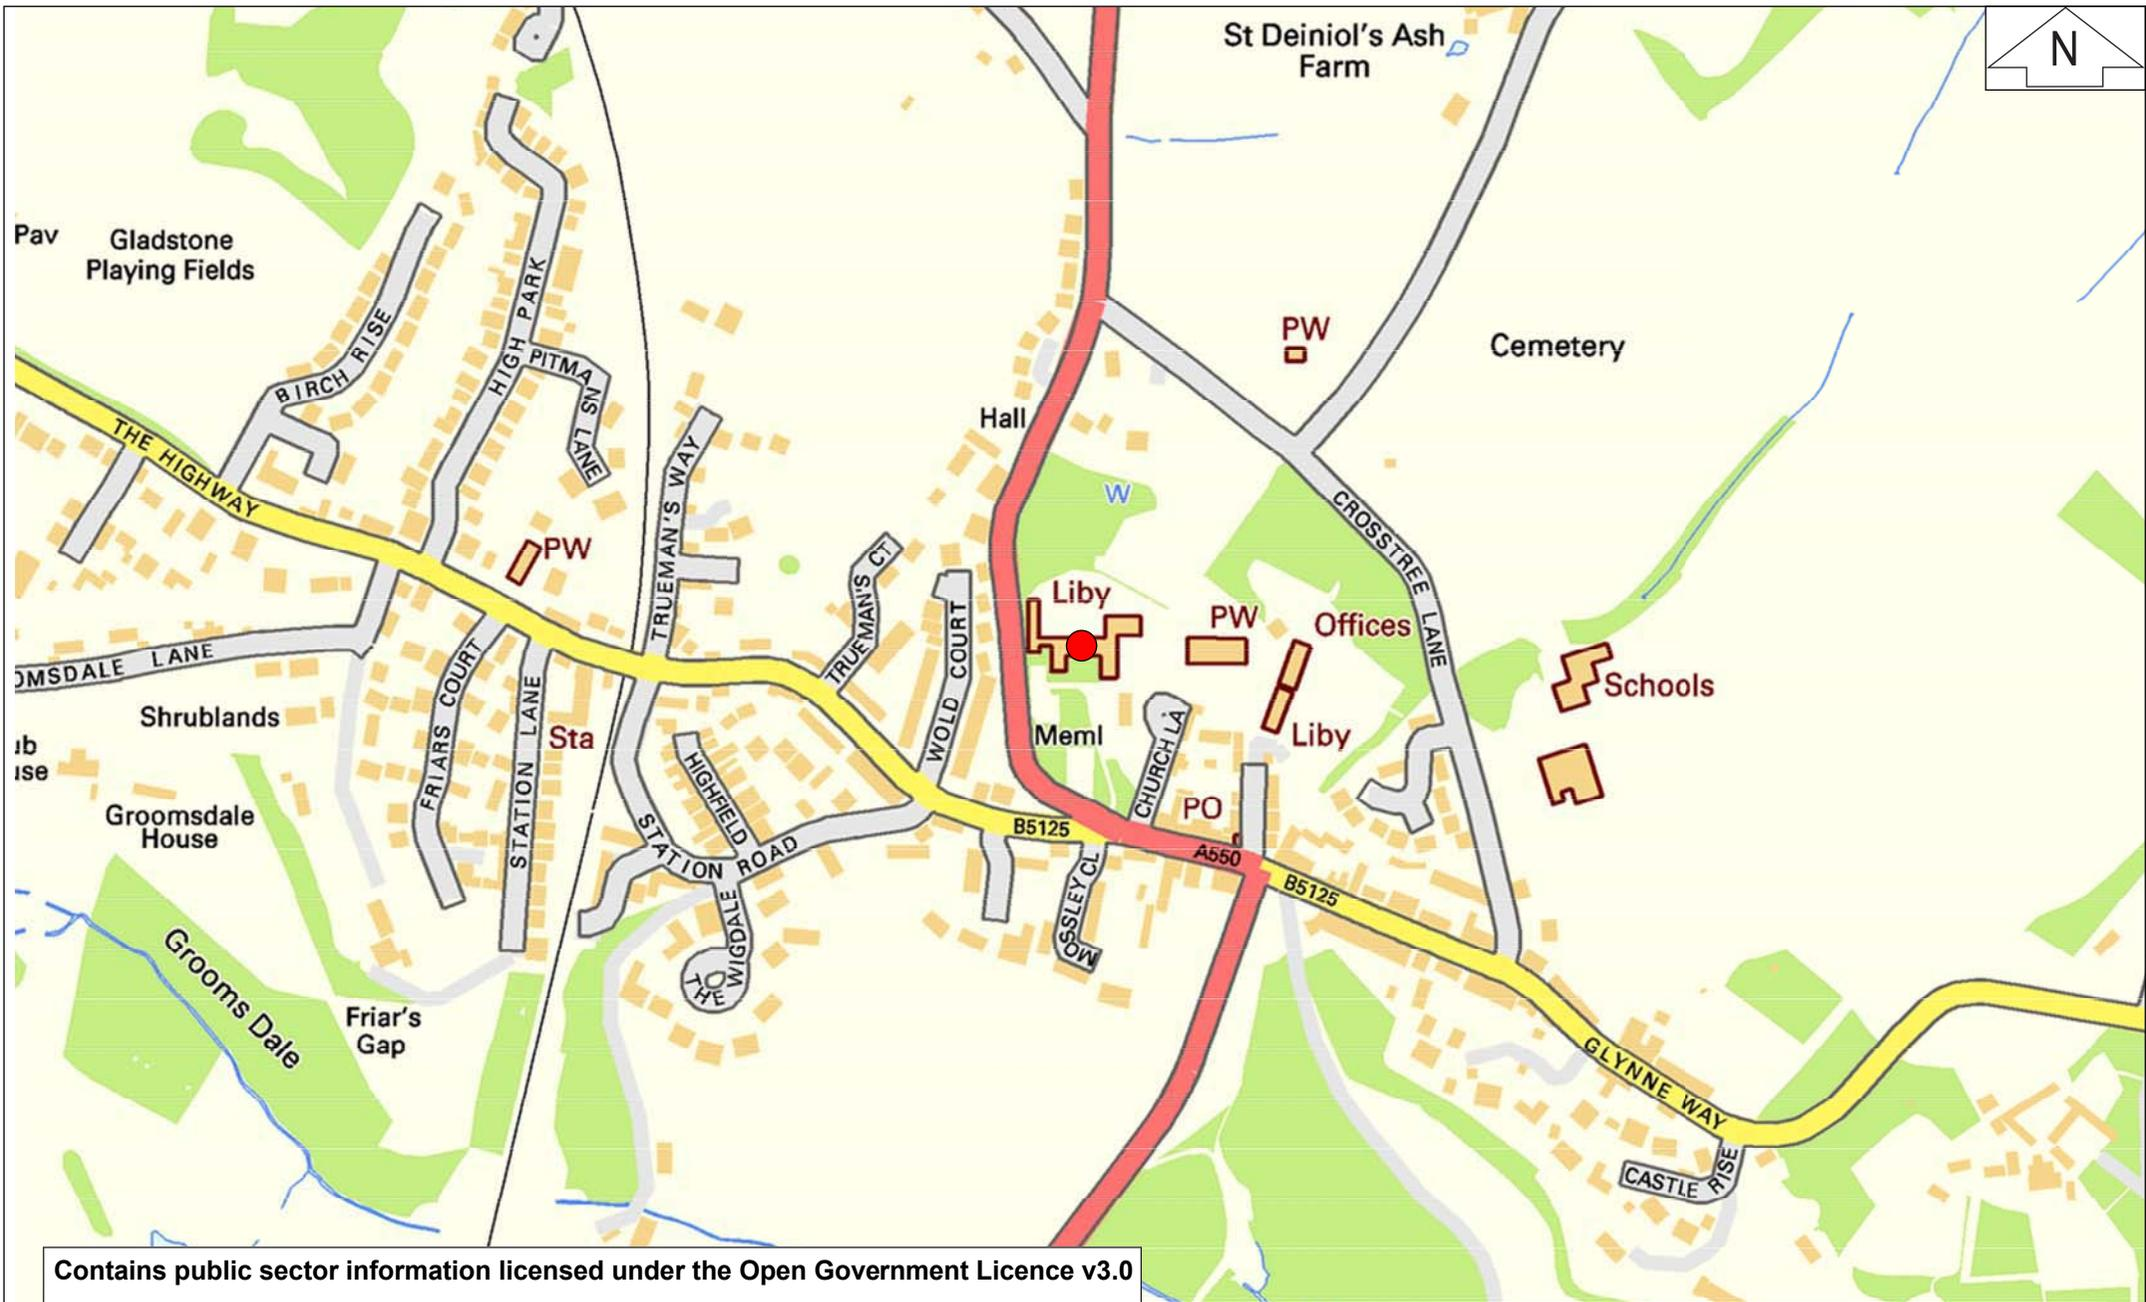 St Deiniol's Ash
Farm
N
Pav
Gladstone
Playing Fields
HIGH PARK
BIRCH RISE
PITMANS LANE
PW
Cemetery
Hall
THE HIGHWAY
TRUEMAN'S WAY
W
CROSSTREE LANE
PW
TRUEMAN'S CT
WOLD COURT
Liby
PW
Offices
OMSDALE LANE
FRIARS COURT
STATION LANE
Schools
Shrublands
Sta
Meml
CHURCH LA
Liby
ub
use
HIGHFIELD
Groomsdale
House
PO
STATION ROAD
B5125
A550
MOSSLEY CL
B5125
THE WIGDALE
Grooms Dale
Friar's
Gap
GLYNNE WAY
CASTLE RISE
Contains public sector information licensed under the Open Government Licence v3.0